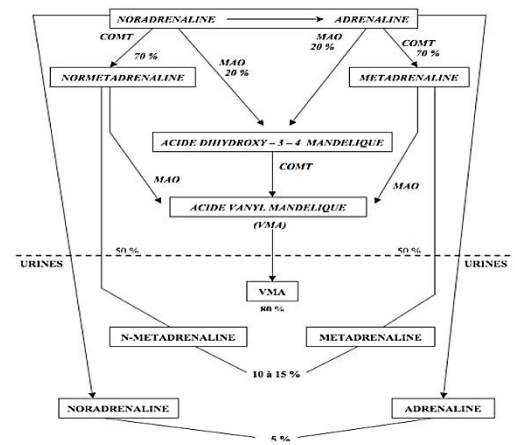 NORADRENALINE ADRENALINE
COMT MAO MAO COMT
70 % 20 % 20 % 70 %
NORMETADRENALINE METADRENALINE
ACIDE DIHYDROXY – 3 – 4 MANDELIQUE
COMT
MAO MAO
ACIDE VANYL MANDELIQUE
(VMA)
50 % 50 %
URINES URINES
VMA
80 %
N-METADRENALINE METADRENALINE
10 à 15 %
NORADRENALINE ADRENALINE
5 %